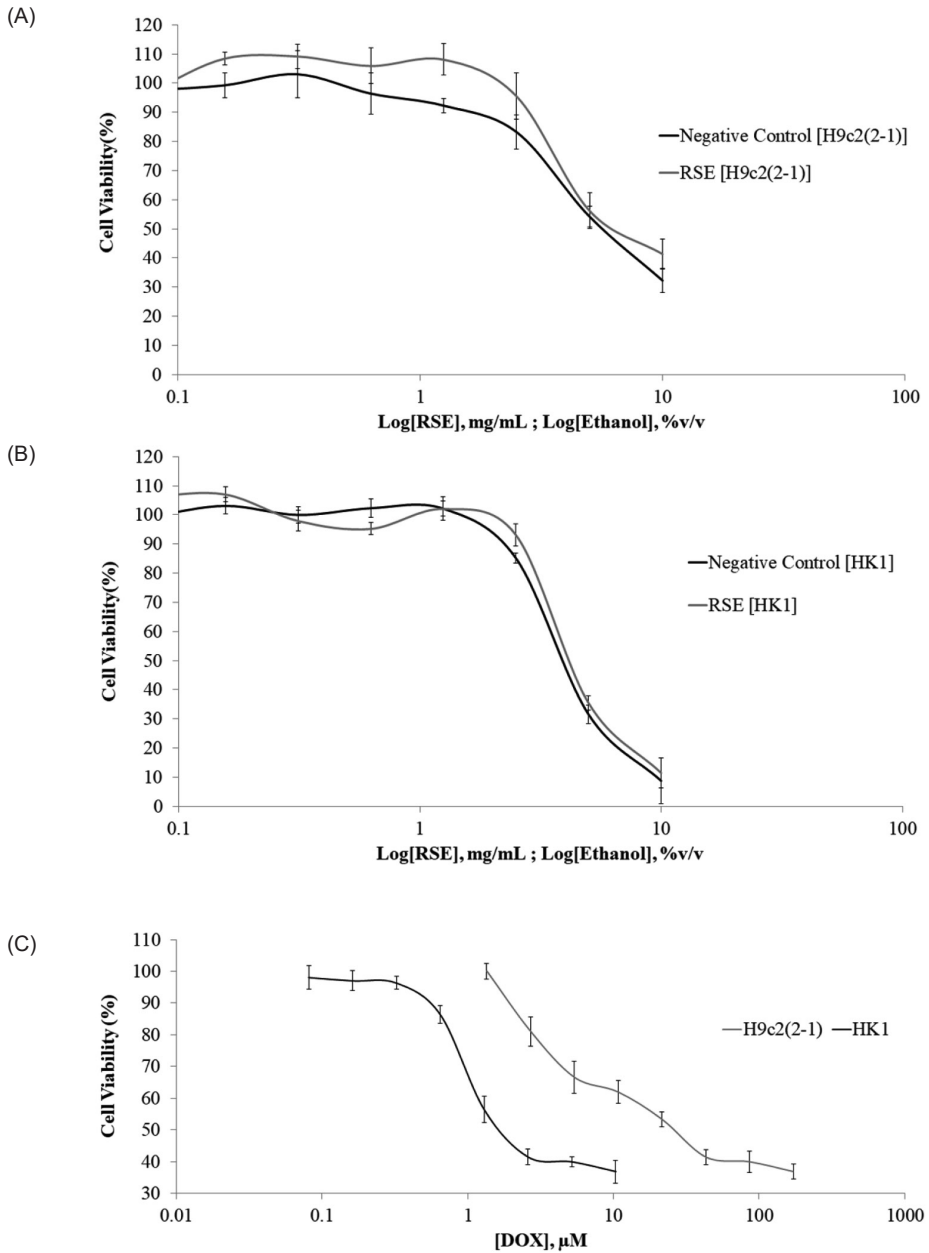 (A)
120
110
100
90
80
70
60
50
40
30
20
10
0
Cell Viability(%)
Negative Control [H9c2(2-1)]
RSE [H9c2(2-1)]
0.1 1 10 100
Log[RSE], mg/mL ; Log[Ethanol], %v/v
(B)
120
110
100
90
80
70
60
50
40
30
20
10
0
Cell Viability(%)
Negative Control [HK1]
RSE [HK1]
0.1 1 10 100
Log[RSE], mg/mL ; Log[Ethanol], %v/v
(C)
110
100
90
80
70
60
50
40
30
Cell Viability (%)
H9c2(2-1) HK1
0.01 0.1 1 10 100 1000
[DOX], µM